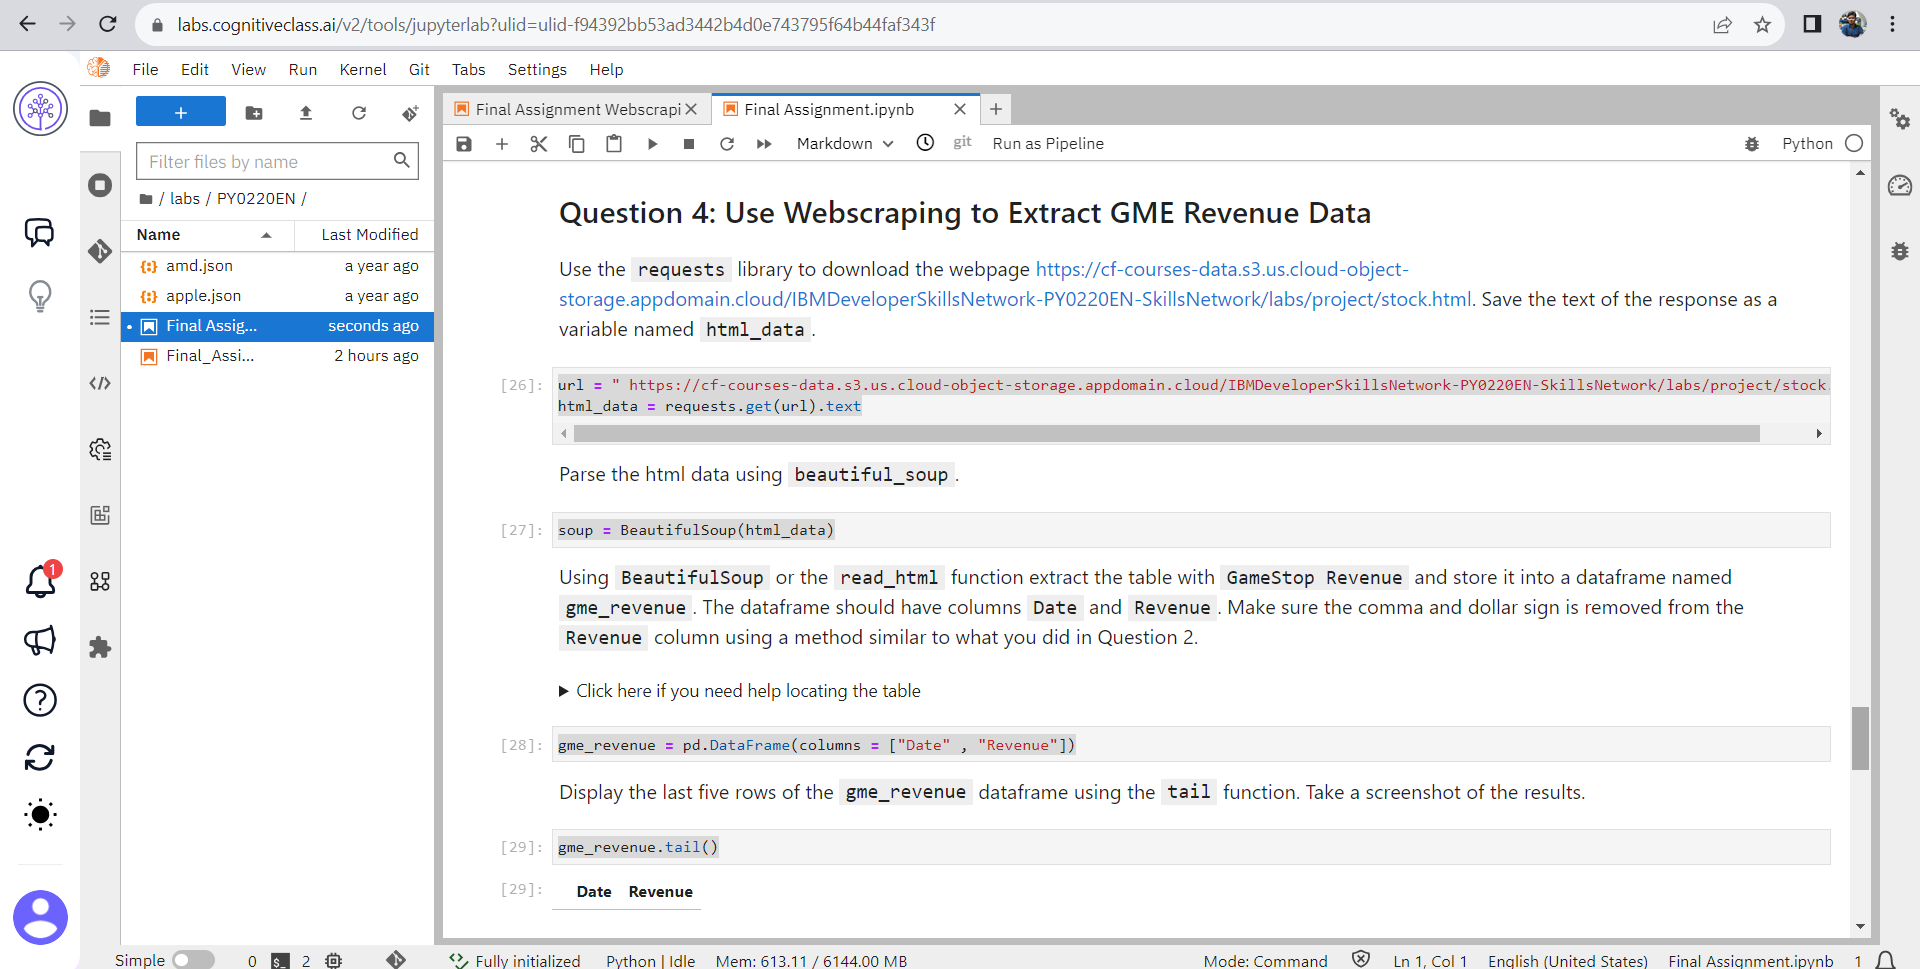 labs.cognitiveclass.ai/v2/tools/jupyterlab?ulid=ulid-f94392bb53ad3442b4d0e743795f64b44faf343f
File Edit View Run Kernel Git Tabs Settings Help
+
Final Assignment Webscrapi
Final Assignment.ipynb
Markdown
git
Run as Pipeline
Python
Filter files by name
/ labs / PY0220EN /
Name Last Modified
amd.json a year ago
apple.json a year ago
Final Assig... seconds ago
Final_Assi... 2 hours ago
Question 4: Use Webscraping to Extract GME Revenue Data
Use the requests library to download the webpage https://cf-courses-data.s3.us.cloud-object-
storage.appdomain.cloud/IBMDeveloperSkillsNetwork-PY0220EN-SkillsNetwork/labs/project/stock.html. Save the text of the response as a
variable named html_data.
[26]: url = " https://cf-courses-data.s3.us.cloud-object-storage.appdomain.cloud/IBMDeveloperSkillsNetwork-PY0220EN-SkillsNetwork/labs/project/stock.
html_data = requests.get(url).text
Parse the html data using beautiful_soup.
[27]: soup = BeautifulSoup(html_data)
Using BeautifulSoup or the read_html function extract the table with GameStop Revenue and store it into a dataframe named
gme_revenue. The dataframe should have columns Date and Revenue. Make sure the comma and dollar sign is removed from the
Revenue column using a method similar to what you did in Question 2.
Click here if you need help locating the table
[28]: gme_revenue = pd.DataFrame(columns = ["Date" , "Revenue"])
Display the last five rows of the gme_revenue dataframe using the tail function. Take a screenshot of the results.
[29]: gme_revenue.tail()
[29]: Date Revenue
1
Simple 0 $_ 2 Fully initialized Python | Idle Mem: 613.11 / 6144.00 MB Mode: Command Ln 1, Col 1 English (United States) Final Assignment.ipynb 1